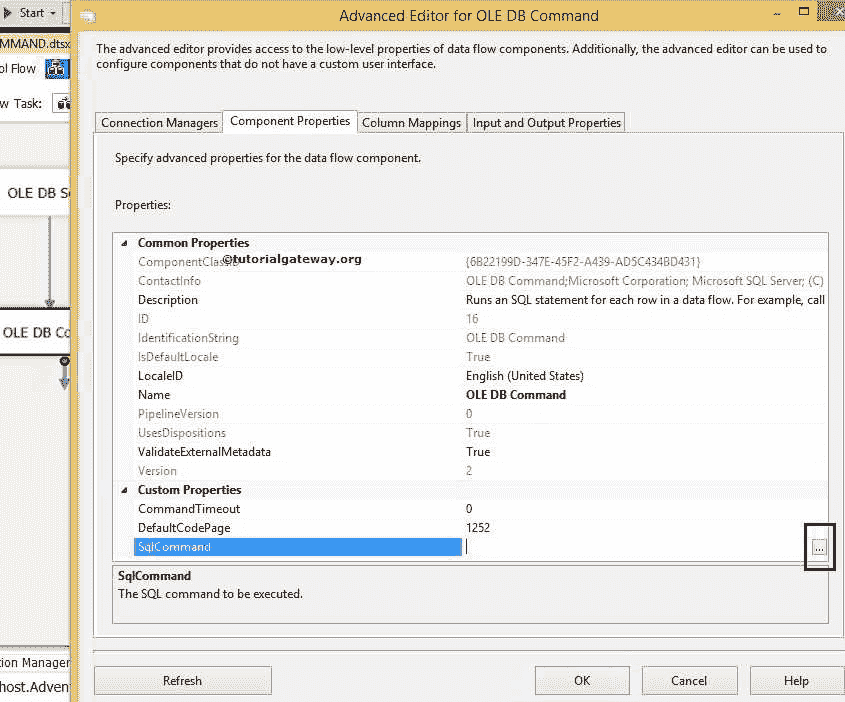 Start
Advanced Editor for OLE DB Command
OMMAND.dtsx
ol Flow
w Task:
The advanced editor provides access to the low-level properties of data flow components. Additionally, the advanced editor can be used to
configure components that do not have a custom user interface.
Connection Managers Component Properties Column Mappings Input and Output Properties
Specify advanced properties for the data flow component.
OLE DB S
Properties:
Common Properties
©tutorialgateway.org
ComponentClassID {6B22199D-347E-45F2-A439-AD5C434BD431}
ContactInfo OLE DB Command;Microsoft Corporation; Microsoft SQL Server; (C)
Description Runs an SQL statement for each row in a data flow. For example, call
ID 16
OLE DB Co
IdentificationString OLE DB Command
IsDefaultLocale True
LocaleID English (United States)
Name OLE DB Command
PipelineVersion 0
UsesDispositions True
ValidateExternalMetadata True
Version 2
Custom Properties
CommandTimeout 0
DefaultCodePage 1252
SqlCommand ...
SqlCommand
The SQL command to be executed.
tion Manager
host.Adven
Refresh OK Cancel Help